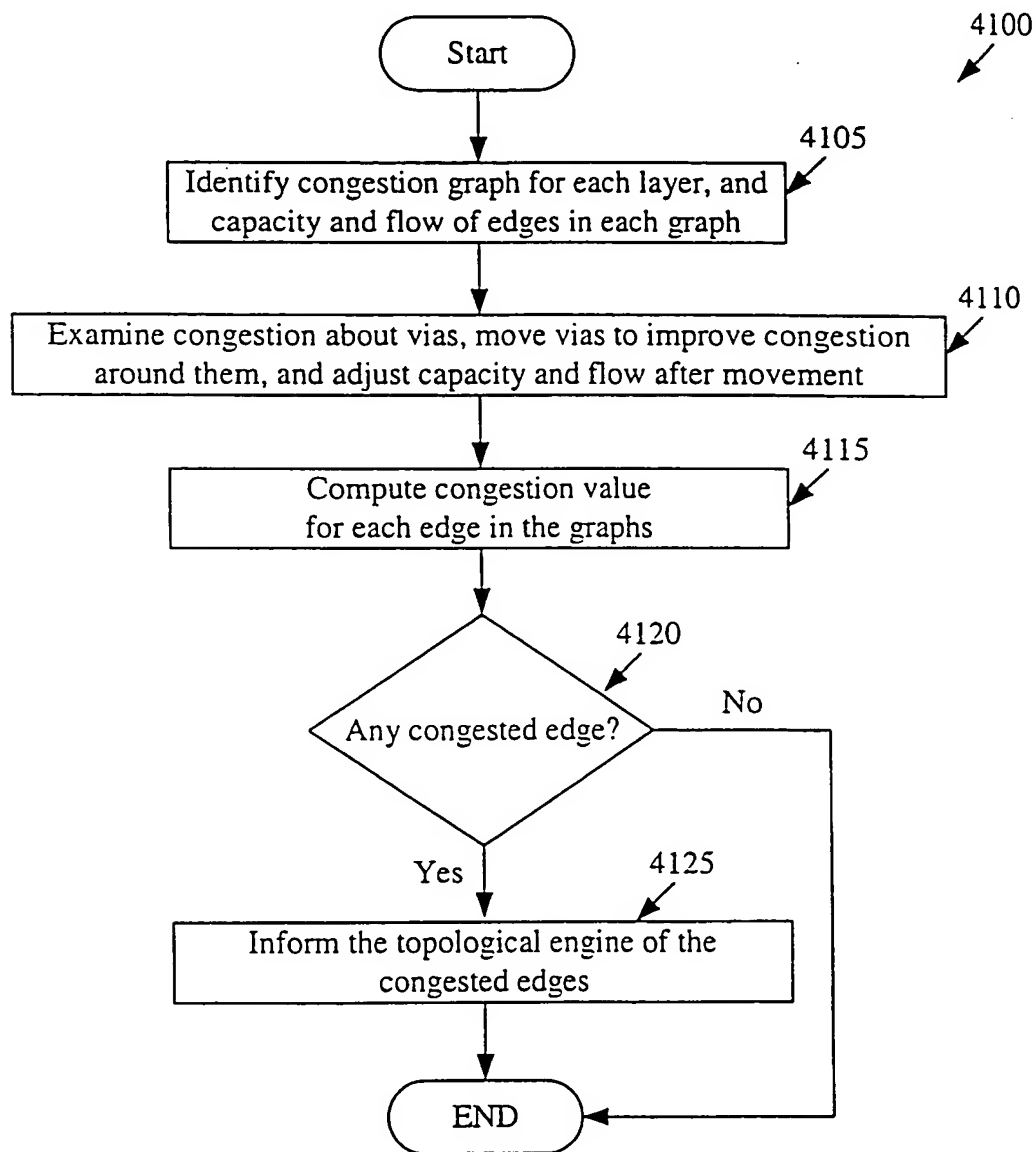 4100
Start
4105
Identify congestion graph for each layer, and
capacity and flow of edges in each graph
4110
Examine congestion about vias, move vias to improve congestion
around them, and adjust capacity and flow after movement
4115
Compute congestion value
for each edge in the graphs
4120
Any congested edge?
No
Yes
4125
Inform the topological engine of the
congested edges
END